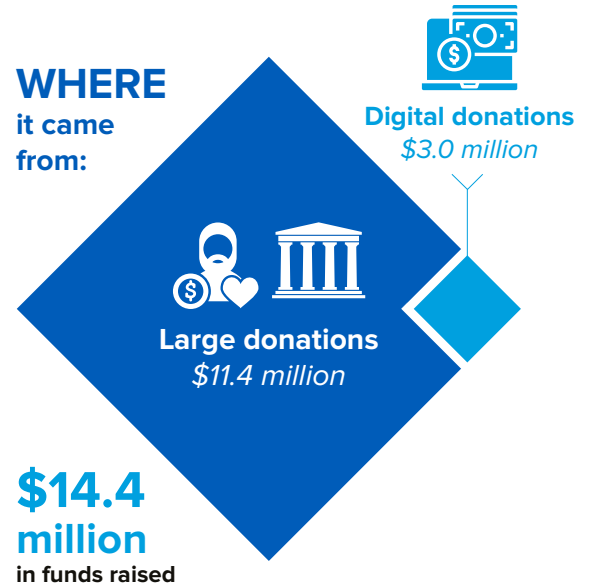 WHERE
it came
from:
Digital donations
$3.0 million
$
$
Large donations
$11.4 million
$14.4
million
in funds raised